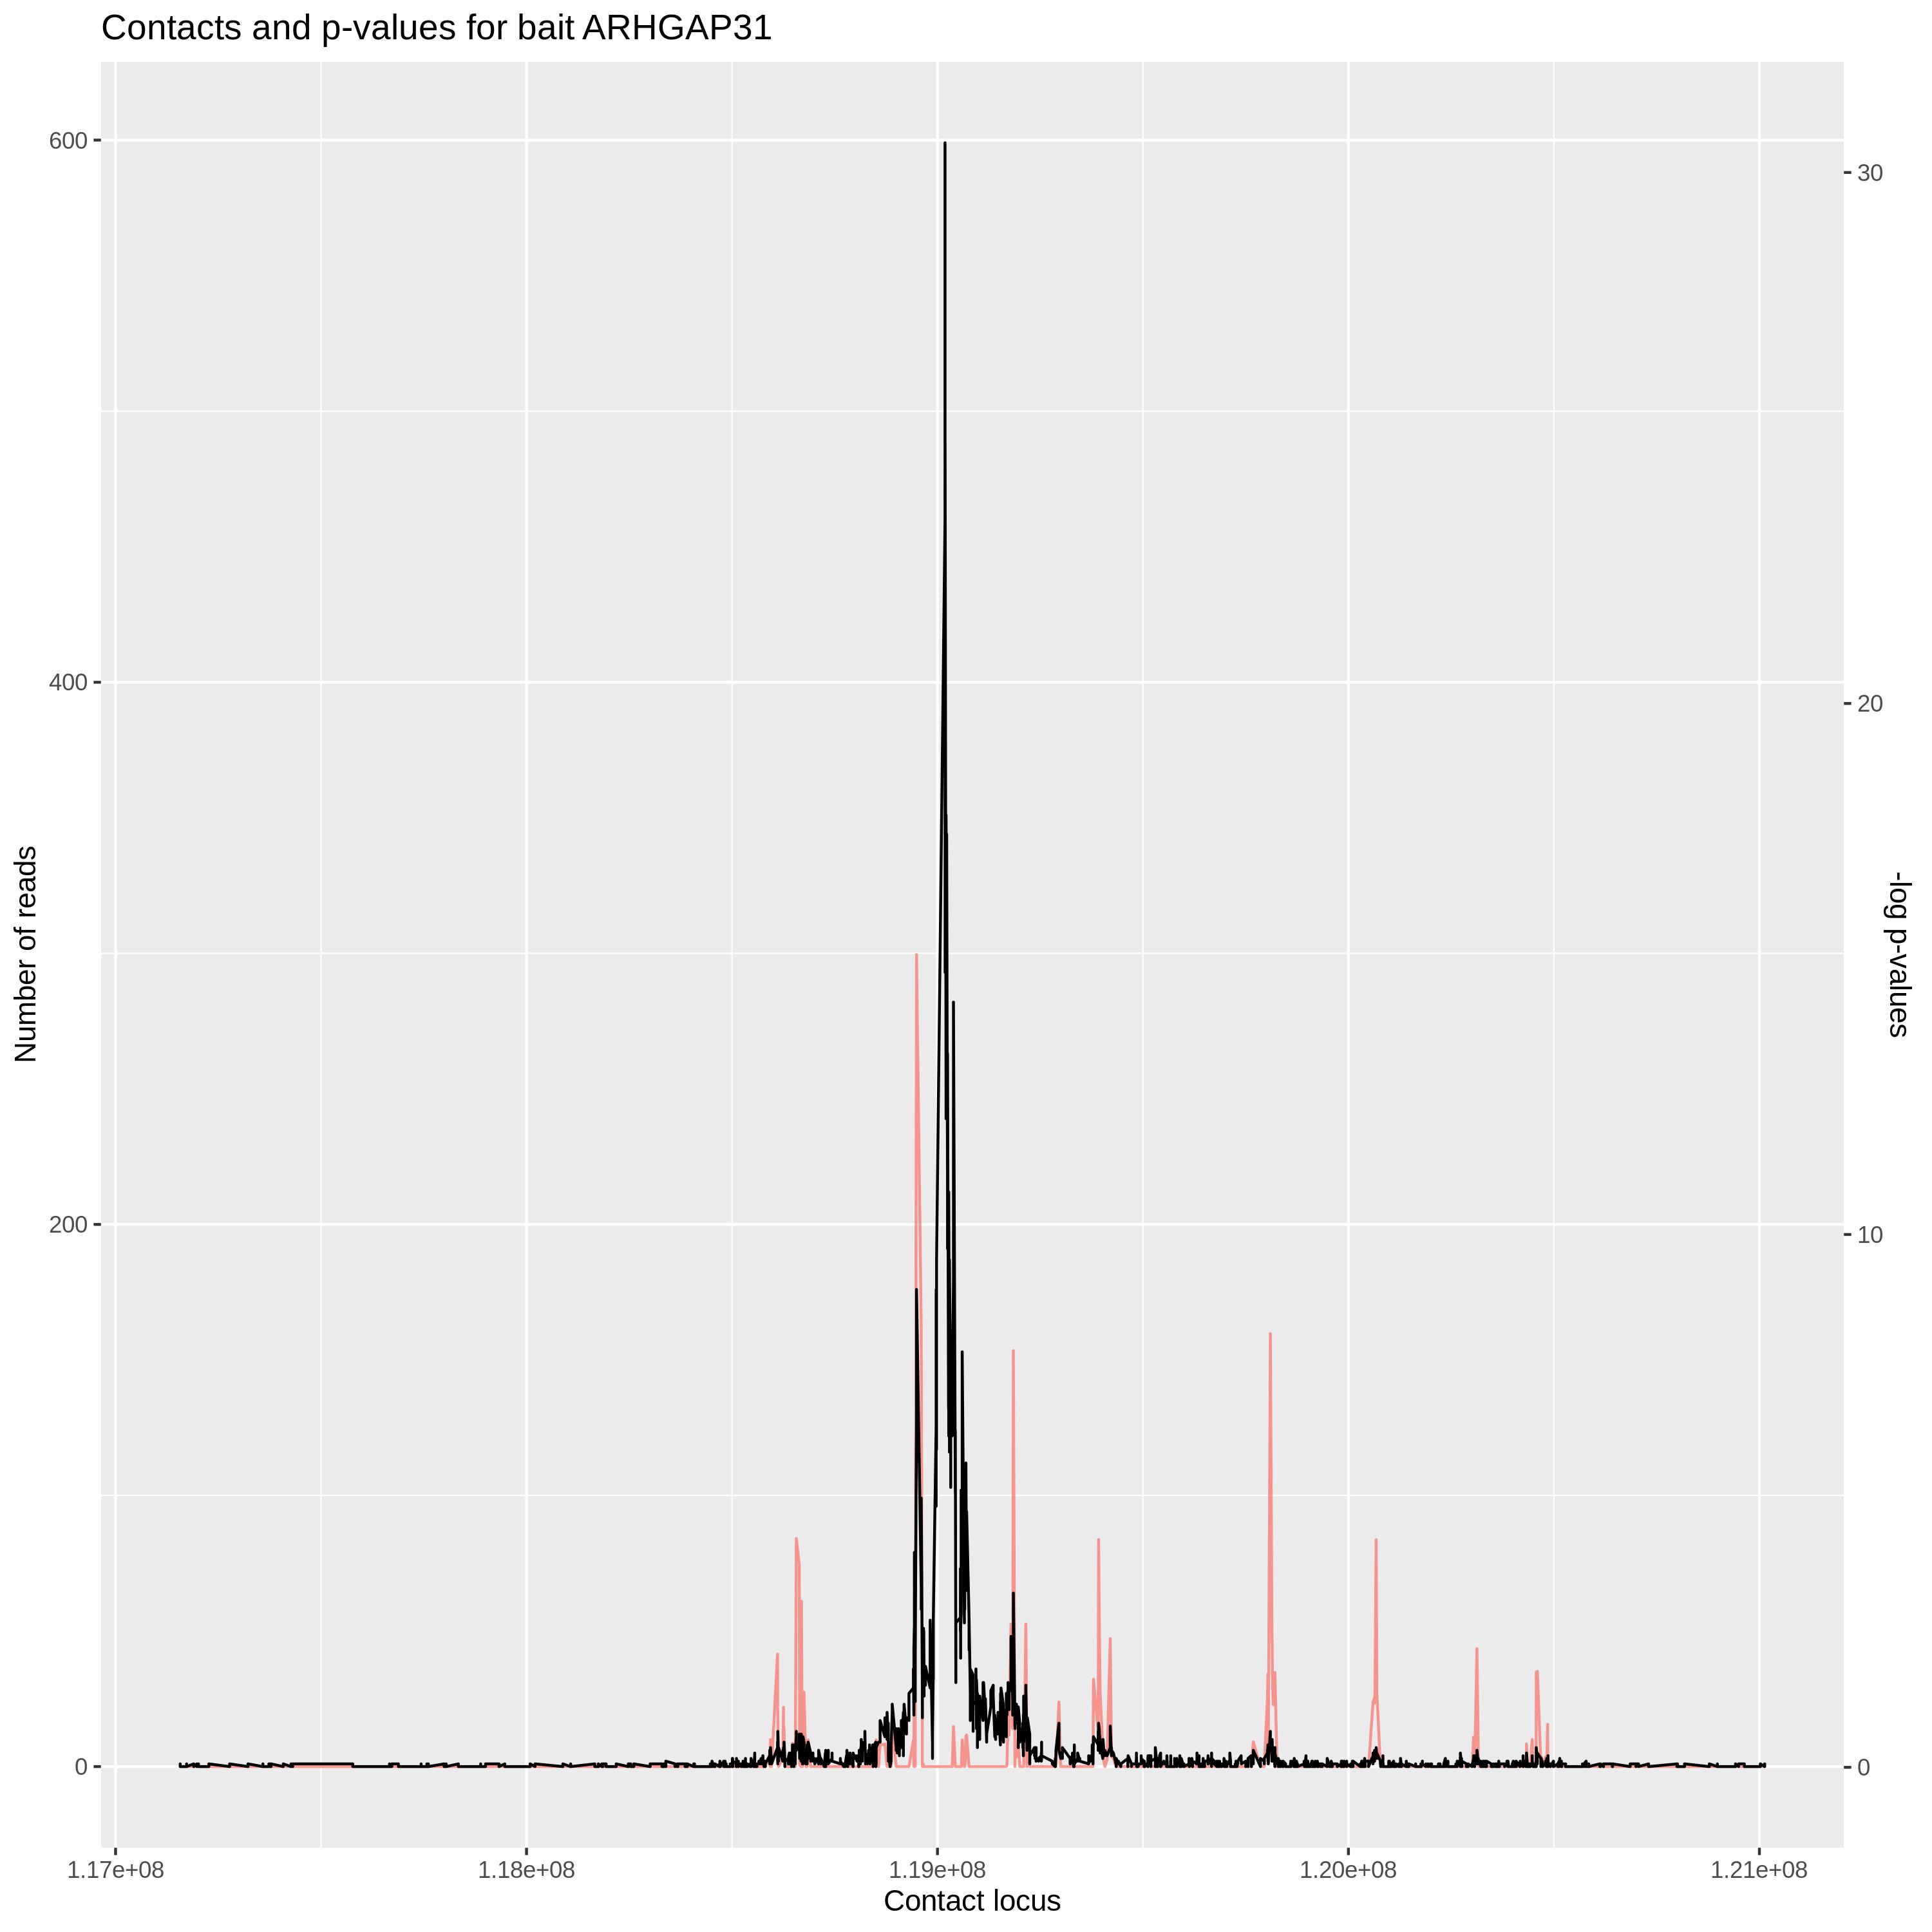 Contacts and p-values for bait ARHGAP31
600
400
200
0
Number of reads
30
20
10
0
-log p-values
1.17e+08
1.18e+08
1.19e+08
1.20e+08
1.21e+08
Contact locus